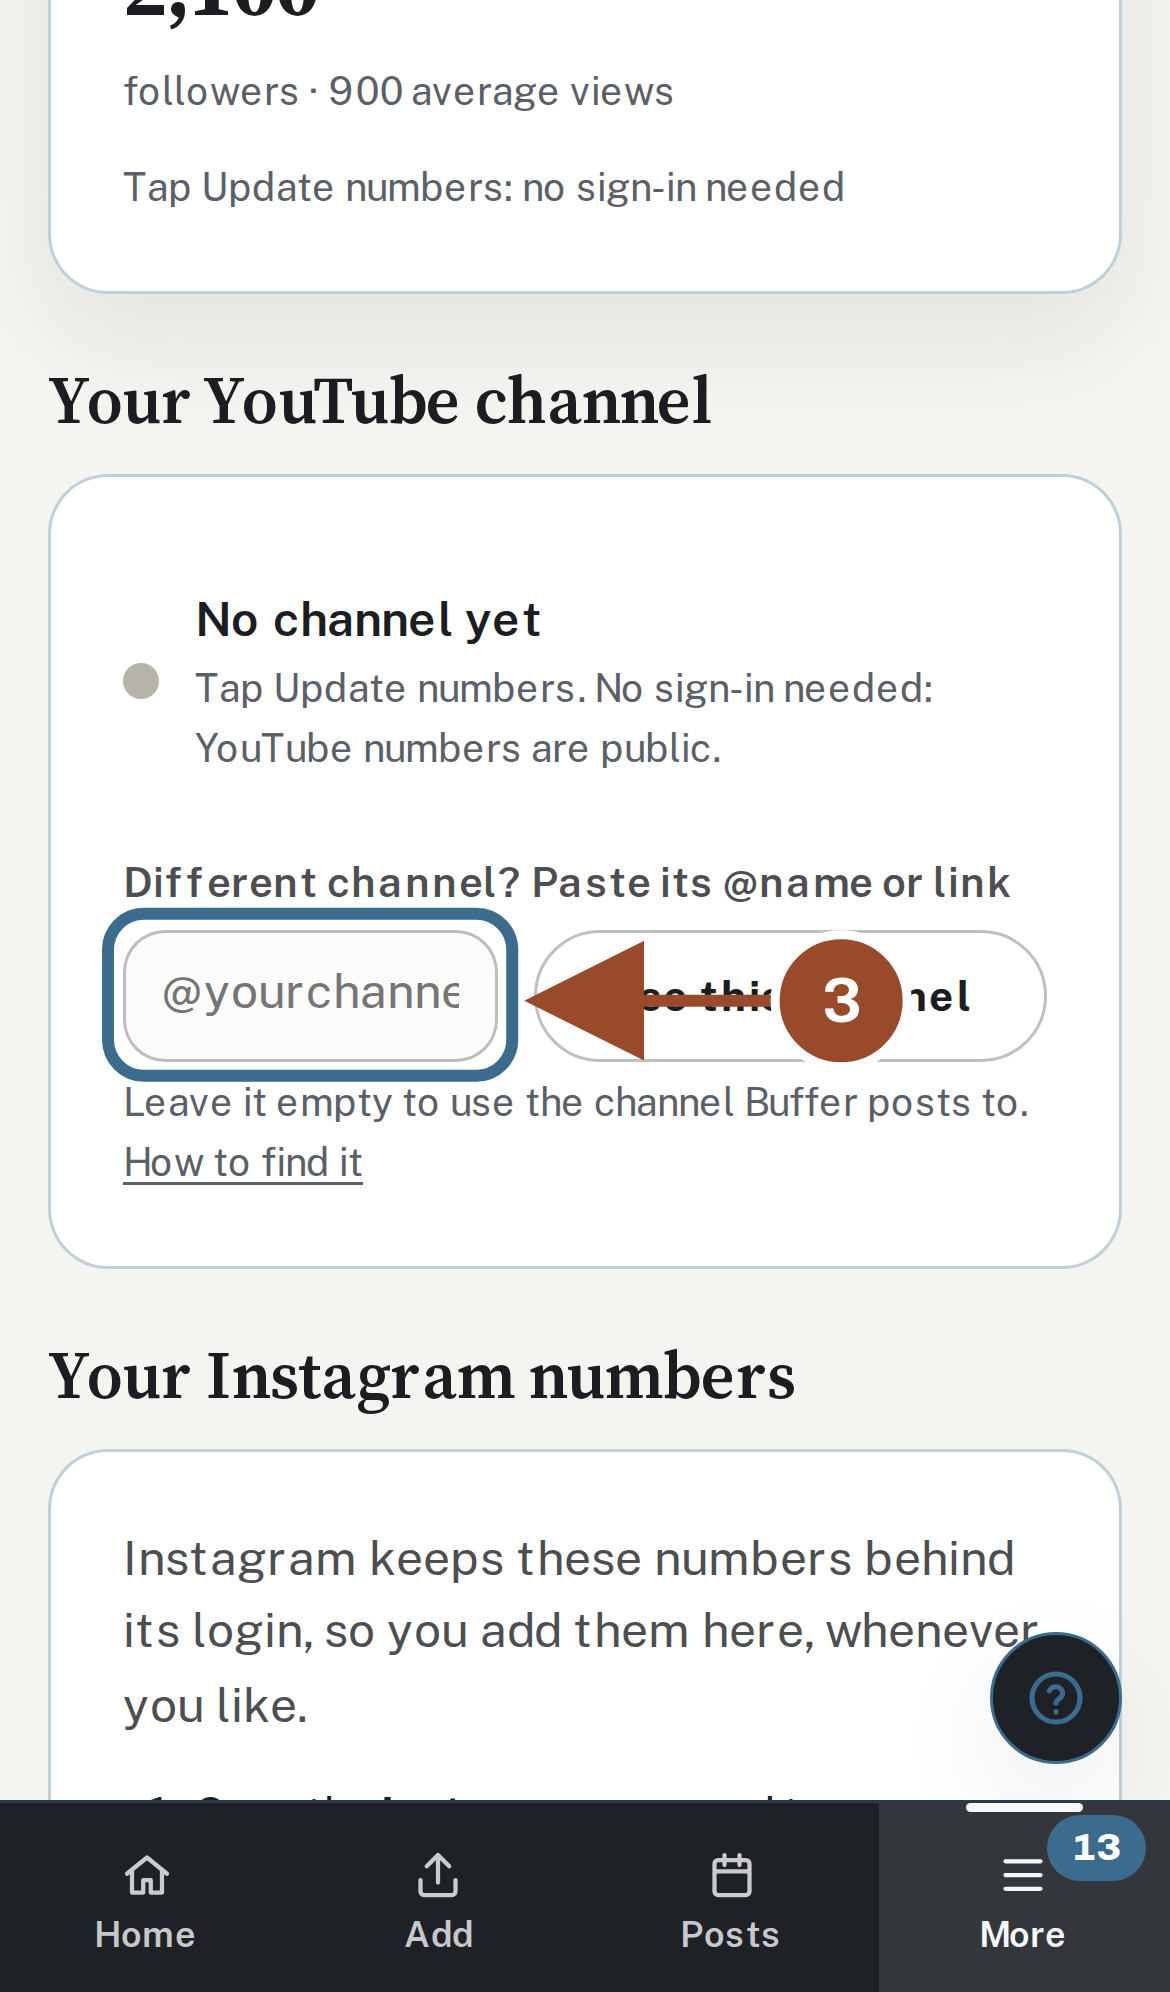 2,100
followers · 900 average views
Tap Update numbers: no sign-in needed
Your YouTube channel
No channel yet
Tap Update numbers. No sign-in needed:
YouTube numbers are public.
Different channel? Paste its @name or link
@yourchanne
3
Leave it empty to use the channel Buffer posts to.
How to find it
Your Instagram numbers
Instagram keeps these numbers behind
its login, so you add them here, whenever
you like.
13
Home
Add
Posts
More